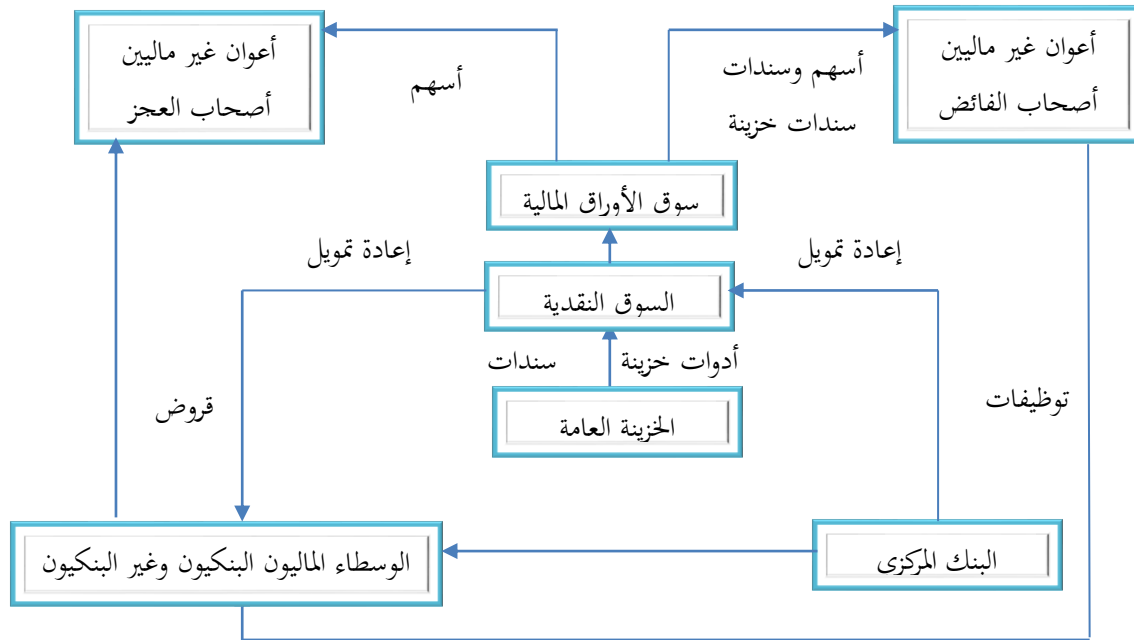 أعوان غير ماليين
أصحاب الفائض
أعوان غير ماليين
أصحاب العجز
أسهم وسندات
سندات خزينة
أسهم
سوق الأوراق المالية
إعادة تمويل
إعادة تمويل
السوق النقدية
أدوات خزينة
سندات
توظيفات
قروض
الخزينة العامة
البنك المركزى
الوسطاء الماليون البنكيون وغير البنكيون